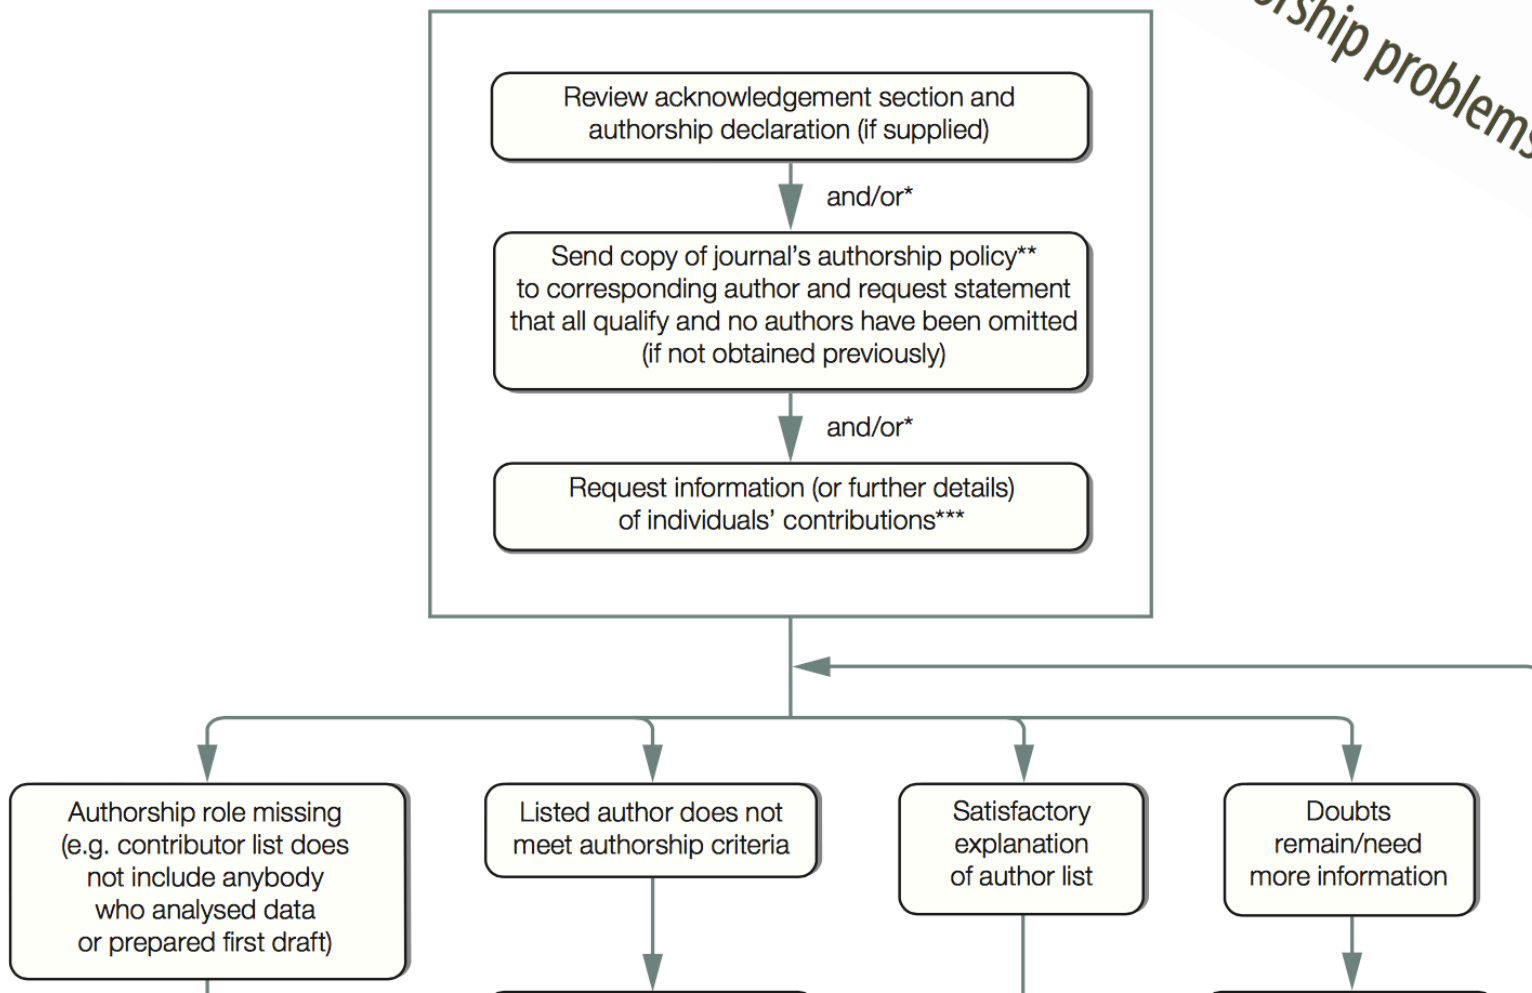 problems
Review acknowledgement section and
authorship declaration (if supplied)
and/or*
Send copy of journal’s authorship policy**
to corresponding author and request statement
that all qualify and no authors have been omitted
(if not obtained previously)
and/or*
Request information (or further details)
of individuals’ contributions***
Authorship role missing
(e.g. contributor list does
not include anybody
who analysed data
or prepared first draft)
Listed author does not
meet authorship criteria
Satisfactory
explanation
of author list
Doubts
remain/need
more information